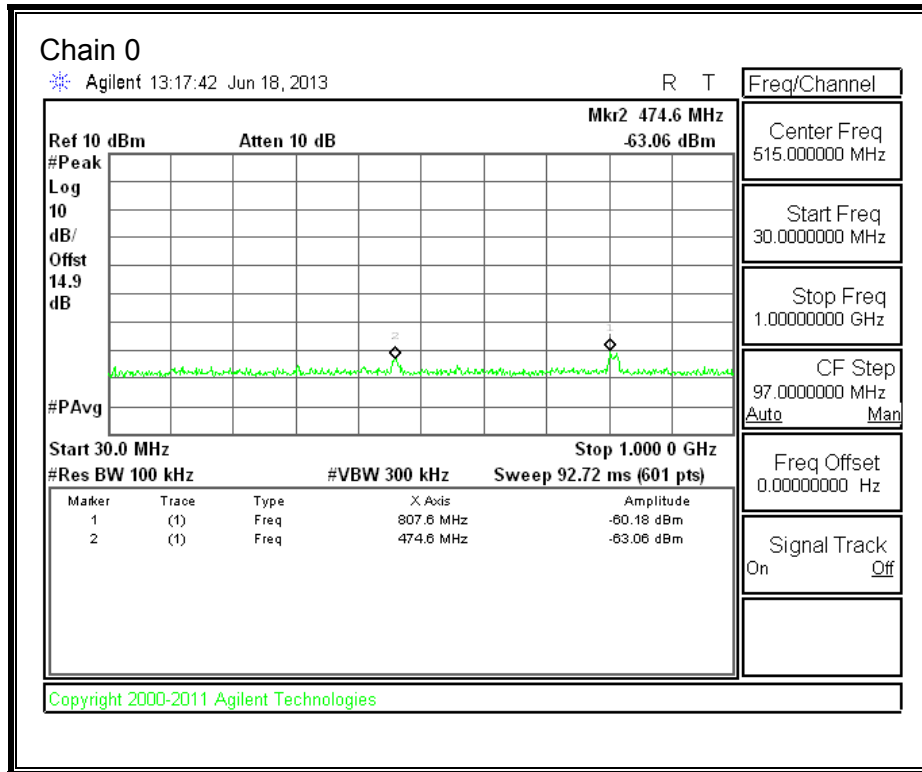 Chain 0
Agilent 13:17:42 Jun 18, 2013 R T
Mkr2 474.6 MHz
Ref 10 dBm Atten 10 dB -63.06 dBm
#Peak
Log
10
dB/
Offst
14.9
dB
2
1
#PAvg
Start 30.0 MHz Stop 1.000 0 GHz
#Res BW 100 kHz #VBW 300 kHz Sweep 92.72 ms (601 pts)
Marker Trace Type X Axis Amplitude
1 (1) Freq 807.6 MHz -60.18 dBm
2 (1) Freq 474.6 MHz -63.06 dBm
Freq/Channel
Center Freq
515.000000 MHz
Start Freq
30.0000000 MHz
Stop Freq
1.00000000 GHz
CF Step
97.0000000 MHz
Auto Man
Freq Offset
0.00000000 Hz
Signal Track
On Off
Copyright 2000-2011 Agilent Technologies